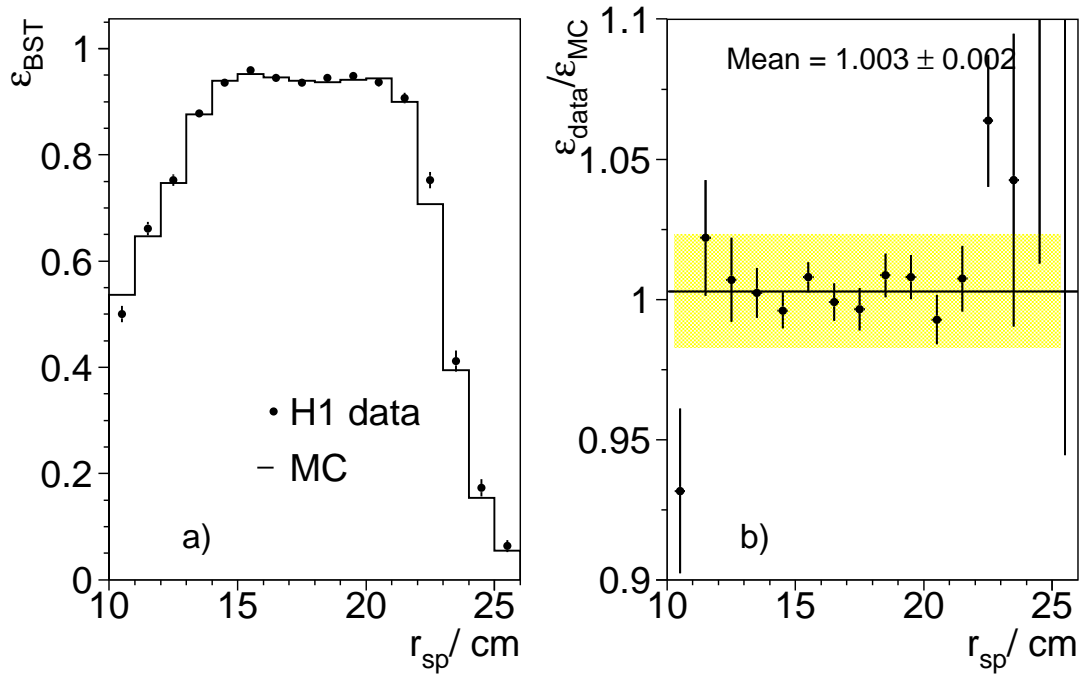 ε_BST
1
0.8
0.6
0.4
0.2
0
H1 data
MC
a)
10 15 20 25
r_sp/ cm
ε_data/ε_MC
1.1
1.05
1
0.95
0.9
Mean = 1.003 ± 0.002
b)
10 15 20 25
r_sp/ cm